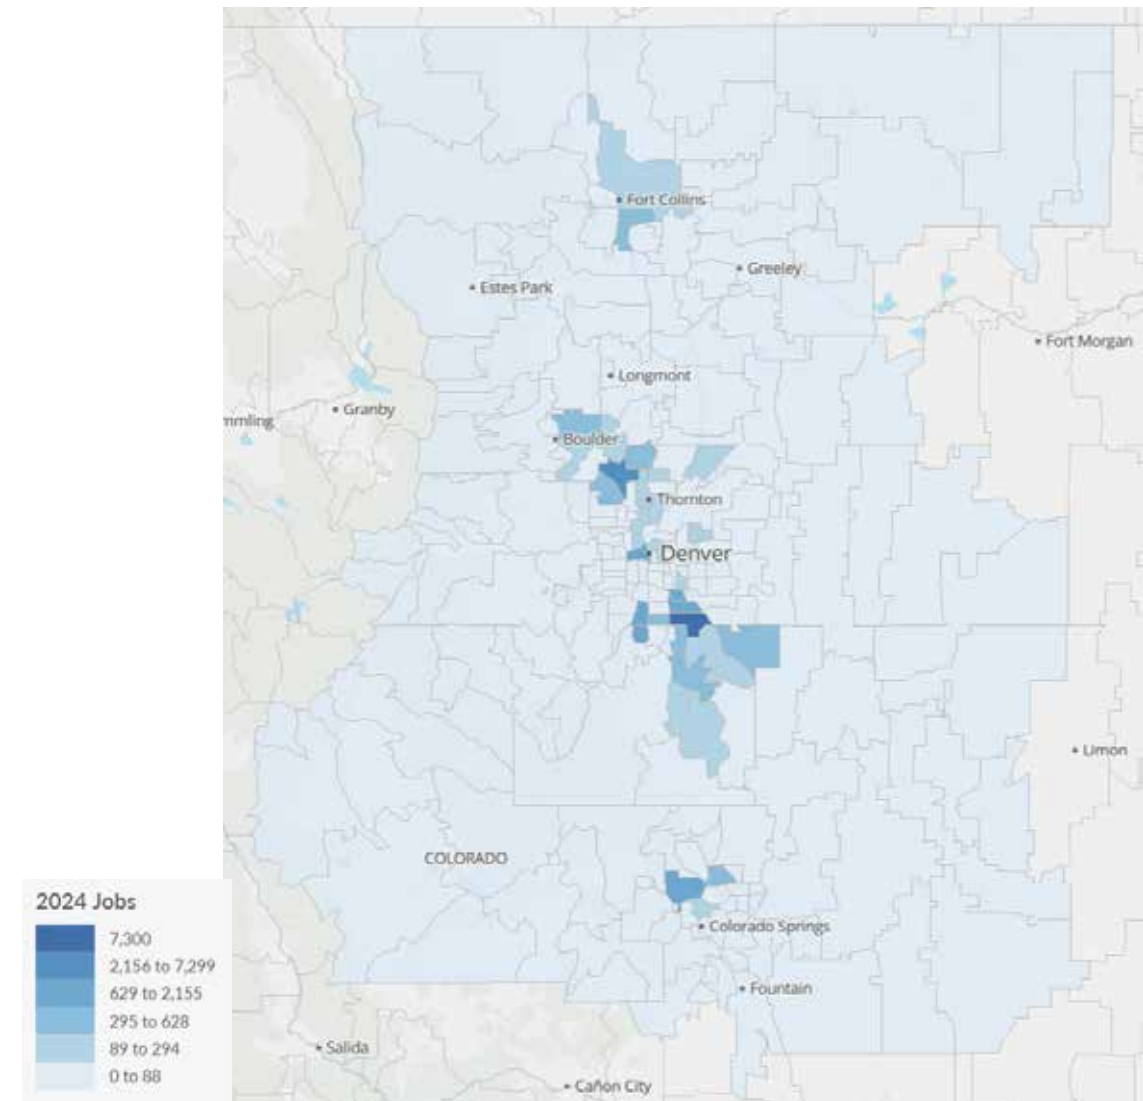 Fort Collins
Greeley
Estes Park
Fort Morgan
Longmont
Granby
mmling
Boulder
Thornton
Denver
Limon
COLORADO
2024 Jobs
7,300
2,156 to 7,299
629 to 2,155
295 to 628
89 to 294
0 to 88
Colorado Springs
Fountain
Salida
Cañon City